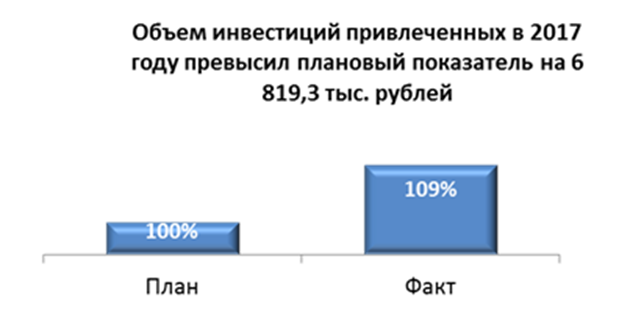 Объем инвестиций привлеченных в 2017
году превысил плановый показатель на 6
819,3 тыс. рублей
109%
100%
План Факт